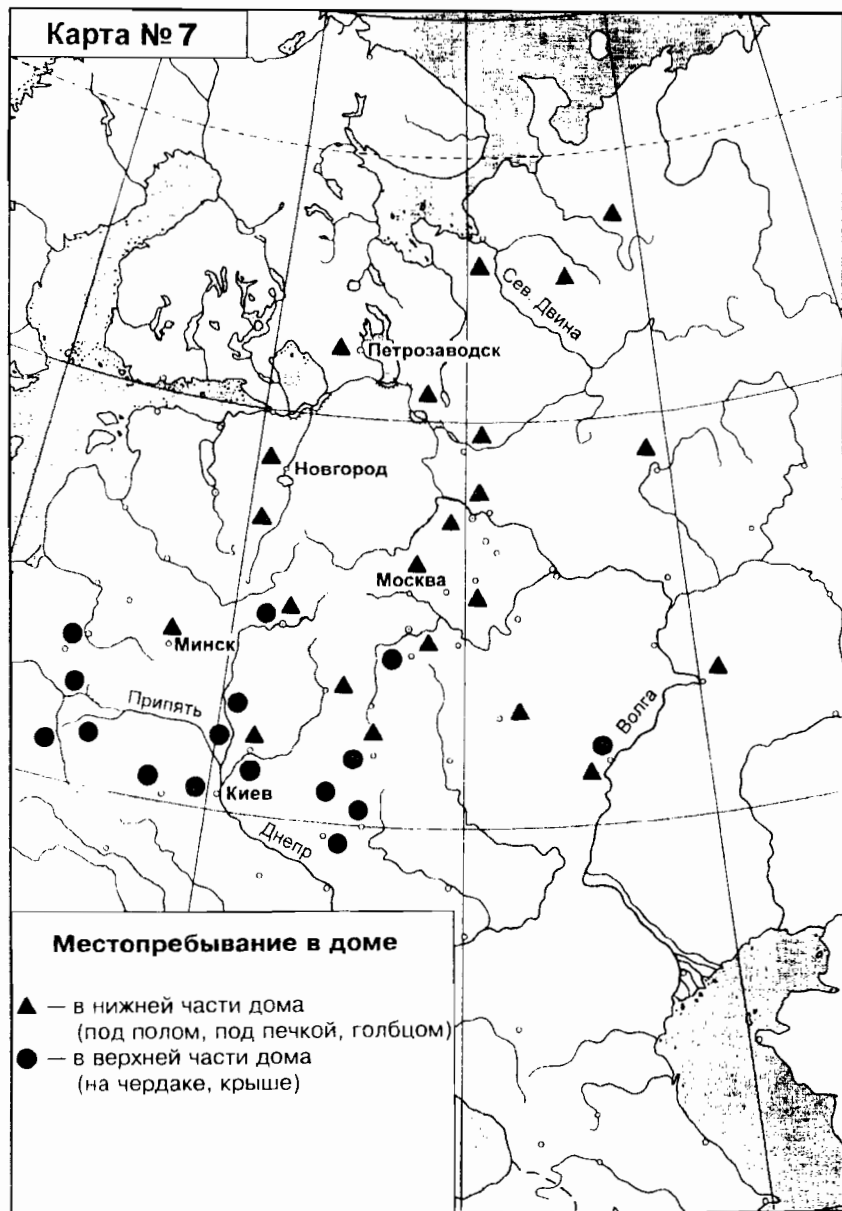 Карта № 7
Сев. Двина
Петрозаводск
Новгород
Москва
Минск
Припять
Волга
Киев
Днепр
Местопребывание в доме
— в нижней части дома
(под полом, под печкой, голбцом)
— в верхней части дома
(на чердаке, крыше)